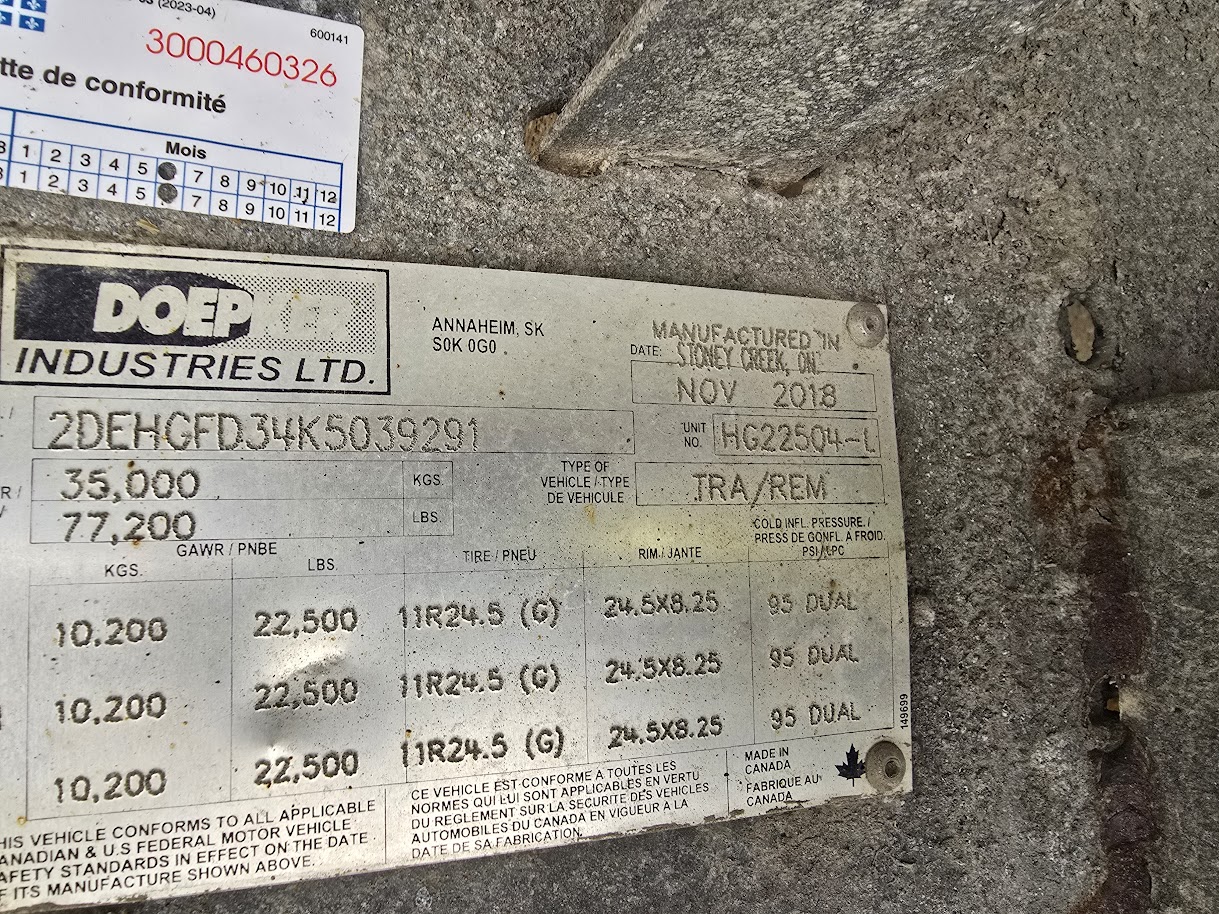 (2023-04)
600141
3000460326
tte de conformité
Mois
1 2 3 4 5 7 8 9 10 11 12
1 2 3 4 5 7 8 9 10 11 12
DOEPKER
INDUSTRIES LTD.
ANNAHEIM, SK
S0K 0G0
MANUFACTURED IN
DATE: STONEY CREEK, ON
NOV 2018
2DEHGFD34K5039291
UNIT
NO. HG22504-L
35,000 KGS.
77,200 LBS.
TYPE OF
VEHICLE / TYPE
DE VEHICULE
TRA/REM
GAWR / PNBE
KGS. LBS. TIRE / PNEU RIM / JANTE
COLD INFL. PRESSURE. /
PRESS DE GONFL. A FROID.
PSI / LPC
10,200 22,500 11R24.5 (G) 24.5X8.25 95 DUAL
10,200 22,500 11R24.5 (G) 24.5X8.25 95 DUAL
10,200 22,500 11R24.5 (G) 24.5X8.25 95 DUAL
149699
HIS VEHICLE CONFORMS TO ALL APPLICABLE
ANADIAN & U.S FEDERAL MOTOR VEHICLE
AFETY STANDARDS IN EFFECT ON THE DATE
F ITS MANUFACTURE SHOWN ABOVE.
CE VEHICLE EST CONFORME A TOUTES LES
NORMES QUI LUI SONT APPLICABLES EN VERTU
DU REGLEMENT SUR LA SECURITE DES VEHICLES
AUTOMOBILES DU CANADA EN VIGUEUR A LA
DATE DE SA FABRICATION.
MADE IN
CANADA
FABRIQUE AU
CANADA